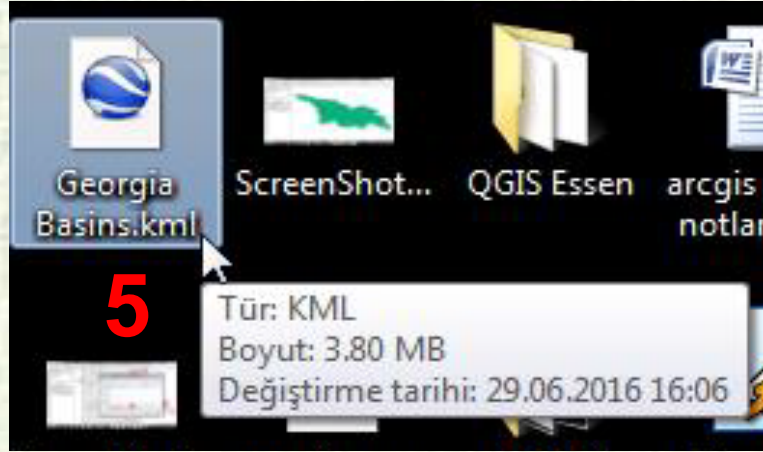 Georgia
Basins.kml
ScreenShot...
QGIS Essen
arcgis
notlar
5
Tür: KML
Boyut: 3.80 MB
Değiştirme tarihi: 29.06.2016 16:06